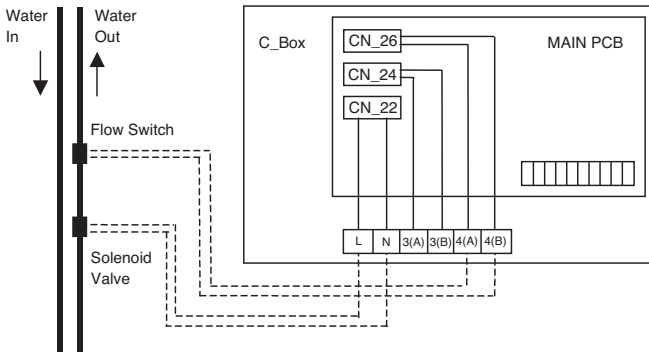 Water
In
Water
Out
Flow Switch
Solenoid
Valve
C_Box
MAIN PCB
CN_26
CN_24
CN_22
L N 3(A) 3(B) 4(A) 4(B)